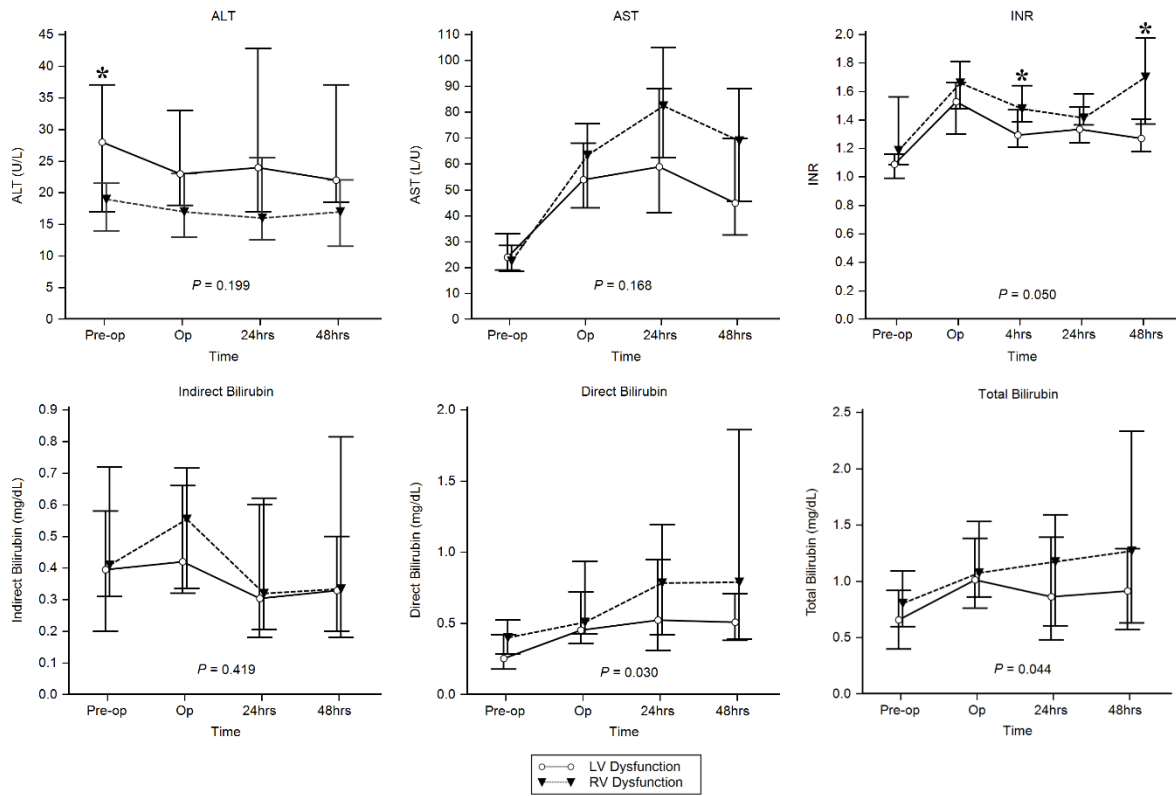 ALT
45
40
35
30
25
20
15
10
5
0
ALT (U/L)
*
P = 0.199
Pre-op Op 24hrs 48hrs
Time
AST
110
100
90
80
70
60
50
40
30
20
10
0
AST (L/U)
P = 0.168
Pre-op Op 24hrs 48hrs
Time
INR
2.0
1.8
1.6
1.4
1.2
1.0
0.8
0.6
0.4
0.2
0.0
INR
* *
P = 0.050
Pre-op Op 4hrs 24hrs 48hrs
Time
Indirect Bilirubin
0.9
0.8
0.7
0.6
0.5
0.4
0.3
0.2
0.1
0.0
Indirect Bilirubin (mg/dL)
P = 0.419
Pre-op Op 24hrs 48hrs
Time
Direct Bilirubin
2.0
1.5
1.0
0.5
0.0
Direct Bilirubin (mg/dL)
P = 0.030
Pre-op Op 24hrs 48hrs
Time
Total Bilirubin
2.5
2.0
1.5
1.0
0.5
0.0
Total Bilirubin (mg/dL)
P = 0.044
Pre-op Op 24hrs 48hrs
Time
LV Dysfunction
RV Dysfunction